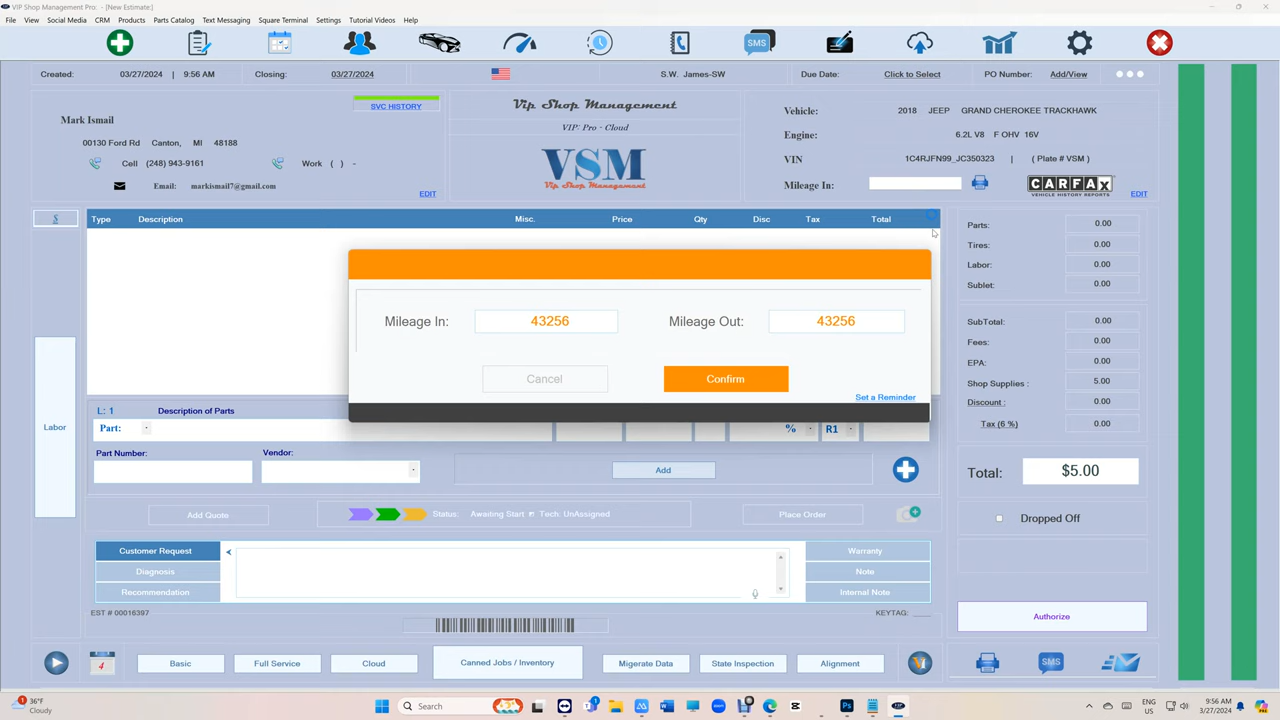 VIP Shop Management Pro: - [New Estimate:]
File View Social Media CRM Products Parts Catalog Text Messaging Square Terminal Settings Tutorial Videos Help
SMS
Created: 03/27/2024 | 9:56 AM Closing: 03/27/2024 S.W. James-SW Due Date: Click to Select PO Number: Add/View
SVC HISTORY
Mark Ismail
00130 Ford Rd Canton, MI 48188
Cell (248) 943-9161 Work ( ) -
Email: markismail7@gmail.com
EDIT
Vip Shop Management
VIP: Pro - Cloud
VSM
Vip Shop Management
Vehicle: 2018 JEEP GRAND CHEROKEE TRACKHAWK
Engine: 6.2L V8 F OHV 16V
VIN 1C4RJFN99_JC350323 | ( Plate # VSM )
Mileage In: CARFAX
VEHICLE HISTORY REPORTS
EDIT
$ Type Description Misc. Price Qty Disc Tax Total
Mileage In: 43256 Mileage Out: 43256
Cancel Confirm
Set a Reminder
Labor
L: 1 Description of Parts
Part: % R1
Part Number: Vendor:
Add
Add Quote Status: Awaiting Start Tech: UnAssigned Place Order
Customer Request
Diagnosis
Recommendation
Warranty
Note
Internal Note
EST # 00016397 KEYTAG: ____
Parts: 0.00
Tires: 0.00
Labor: 0.00
Sublet: 0.00
SubTotal: 0.00
Fees: 0.00
EPA: 0.00
Shop Supplies: 5.00
Discount: 0.00
Tax (6 %) 0.00
Total: $5.00
Dropped Off
Authorize
4 Basic Full Service Cloud Canned Jobs / Inventory Migerate Data State Inspection Alignment SMS
1 36°F
Cloudy
Search
ENG
US
9:56 AM
3/27/2024